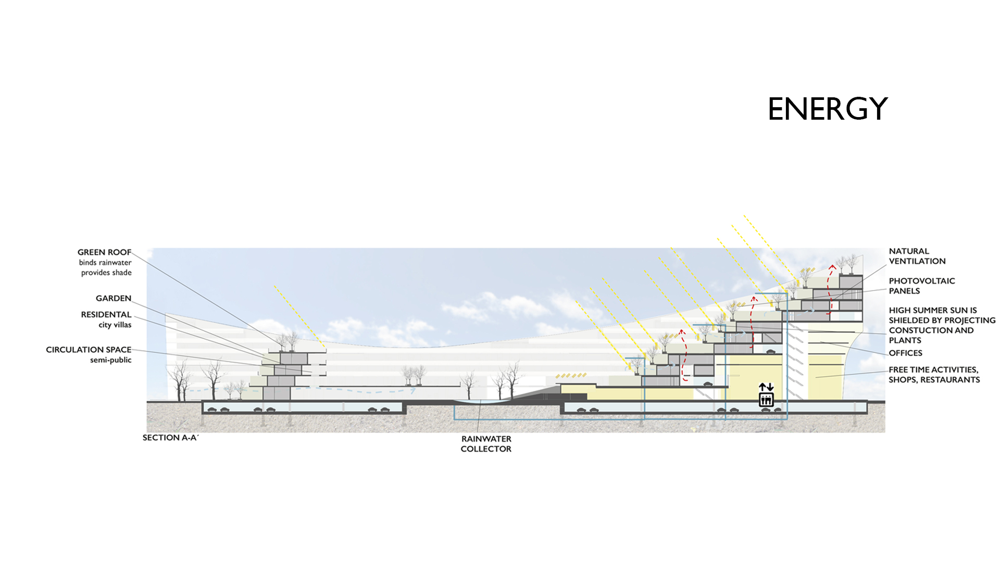 ENERGY
GREEN ROOF
binds rainwater
provides shade
GARDEN
RESIDENTAL
city villas
CIRCULATION SPACE
semi-public
NATURAL
VENTILATION
PHOTOVOLTAIC
PANELS
HIGH SUMMER SUN IS
SHIELDED BY PROJECTING
CONSTUCTION AND
PLANTS
OFFICES
FREE TIME ACTIVITIES,
SHOPS, RESTAURANTS
SECTION A-A´
RAINWATER
COLLECTOR